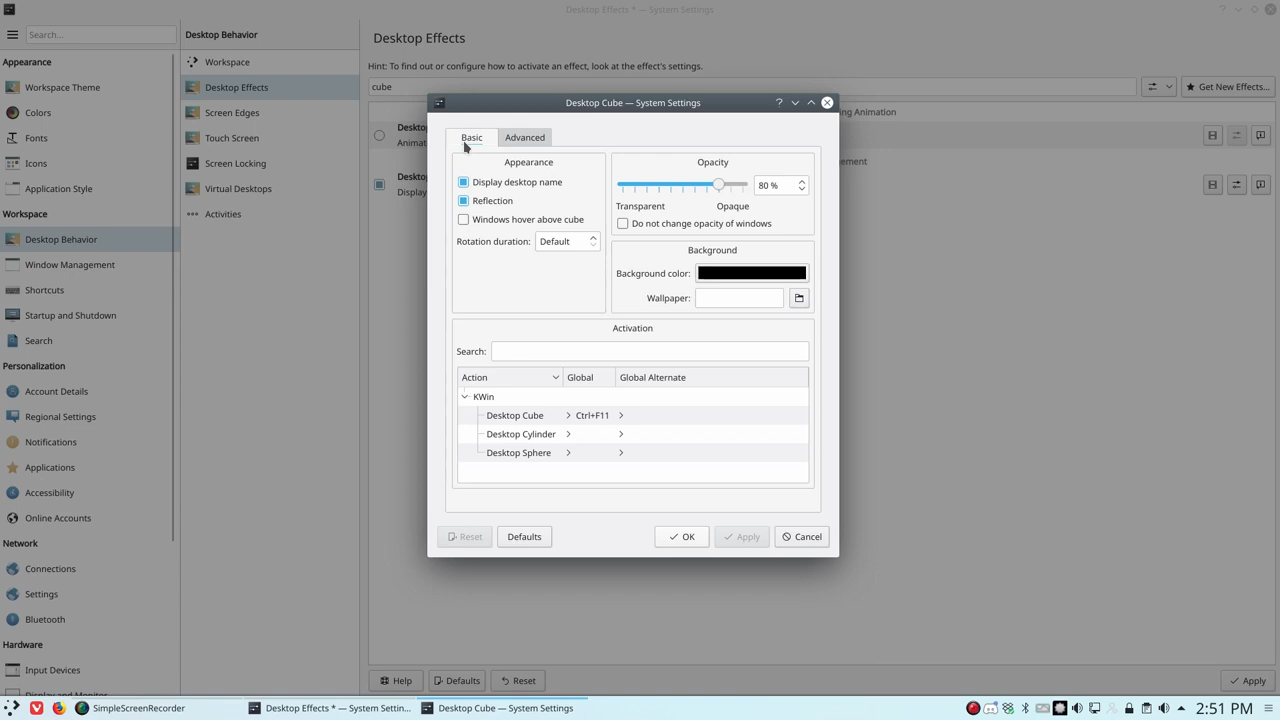 Desktop Effects * — System Settings
Search...
Appearance
Workspace Theme
Colors
Fonts
Icons
Application Style
Workspace
Desktop Behavior
Window Management
Shortcuts
Startup and Shutdown
Search
Personalization
Account Details
Regional Settings
Notifications
Applications
Accessibility
Online Accounts
Network
Connections
Settings
Bluetooth
Hardware
Input Devices
Desktop Behavior
Workspace
Desktop Effects
Screen Edges
Touch Screen
Screen Locking
Virtual Desktops
Activities
Desktop Effects
Hint: To find out or configure how to activate an effect, look at the effect's settings.
cube
Get New Effects...
Animation
Desktop Cube — System Settings
?
Basic
Advanced
Appearance
Display desktop name
Reflection
Windows hover above cube
Rotation duration: Default
Opacity
80 %
Transparent Opaque
Do not change opacity of windows
Background
Background color:
Wallpaper:
Activation
Search:
Action Global Global Alternate
KWin
Desktop Cube Ctrl+F11
Desktop Cylinder
Desktop Sphere
Reset
Defaults
OK
Apply
Cancel
Help
Defaults
Reset
Apply
SimpleScreenRecorder
Desktop Effects * — System Settin...
Desktop Cube — System Settings
2:51 PM